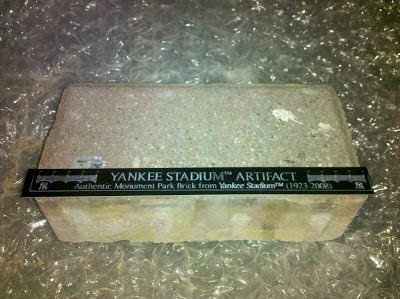 YANKEE STADIUM™ ARTIFACT
Authentic Monument Park Brick from Yankee Stadium™ (1923-2008)